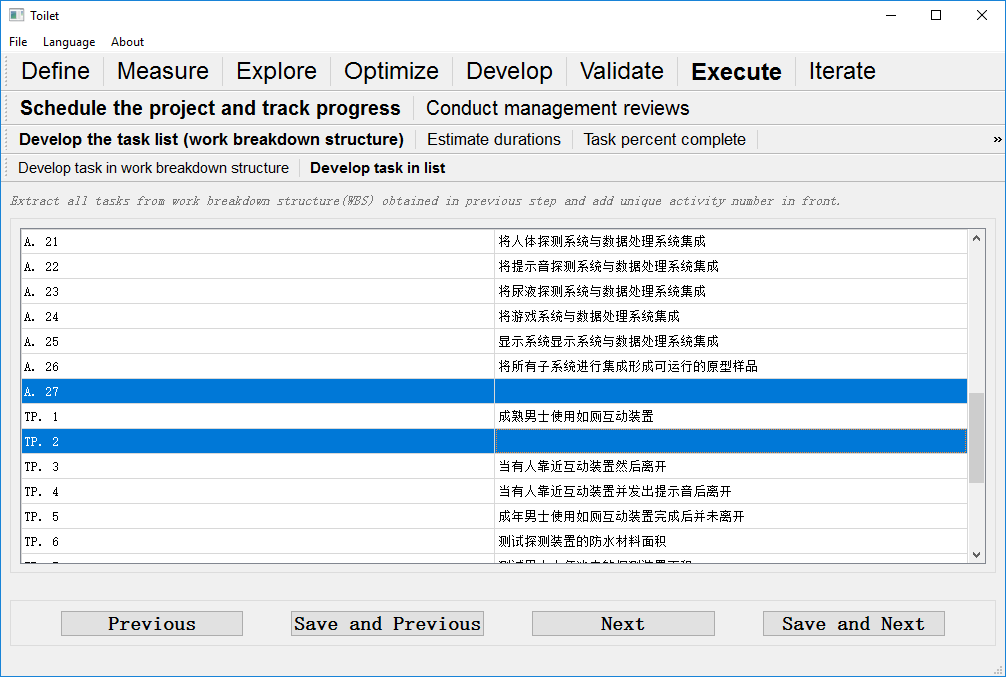 Toilet
File Language About
Define Measure Explore Optimize Develop Validate Execute Iterate
Schedule the project and track progress Conduct management reviews
Develop the task list (work breakdown structure) Estimate durations Task percent complete »
Develop task in work breakdown structure Develop task in list
Extract all tasks from work breakdown structure(WBS) obtained in previous step and add unique activity number in front.
A. 21 将人体探测系统与数据处理系统集成
A. 22 将提示音探测系统与数据处理系统集成
A. 23 将尿液探测系统与数据处理系统集成
A. 24 将游戏系统与数据处理系统集成
A. 25 显示系统显示系统与数据处理系统集成
A. 26 将所有子系统进行集成形成可运行的原型样品
A. 27
TP. 1 成熟男士使用如厕互动装置
TP. 2
TP. 3 当有人靠近互动装置然后离开
TP. 4 当有人靠近互动装置并发出提示音后离开
TP. 5 成年男士使用如厕互动装置完成后并未离开
TP. 6 测试探测装置的防水材料面积
Previous Save and Previous Next Save and Next